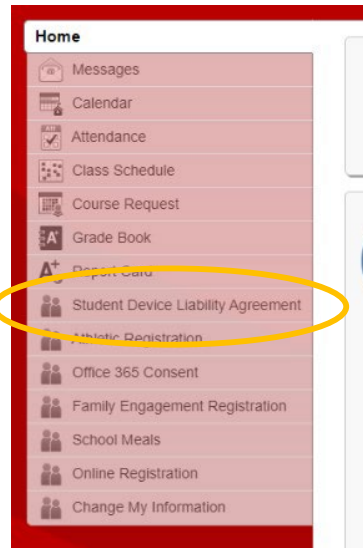 Home
Messages
Calendar
Attendance
Class Schedule
Course Request
Grade Book
Report Card
Student Device Liability Agreement
Athletic Registration
Office 365 Consent
Family Engagement Registration
School Meals
Online Registration
Change My Information